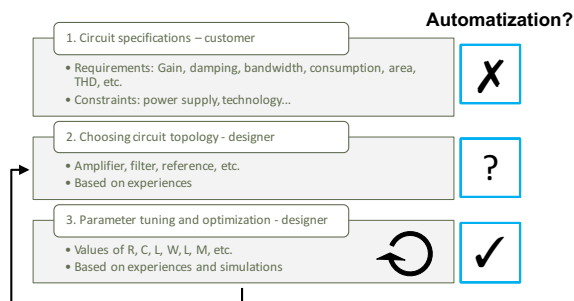 Automatization?
1. Circuit specifications – customer
• Requirements: Gain, damping, bandwidth, consumption, area,
THD, etc.
• Constraints: power supply, technology...
✗
2. Choosing circuit topology - designer
• Amplifier, filter, reference, etc.
• Based on experiences
?
3. Parameter tuning and optimization - designer
• Values of R, C, L, W, L, M, etc.
• Based on experiences and simulations
✓